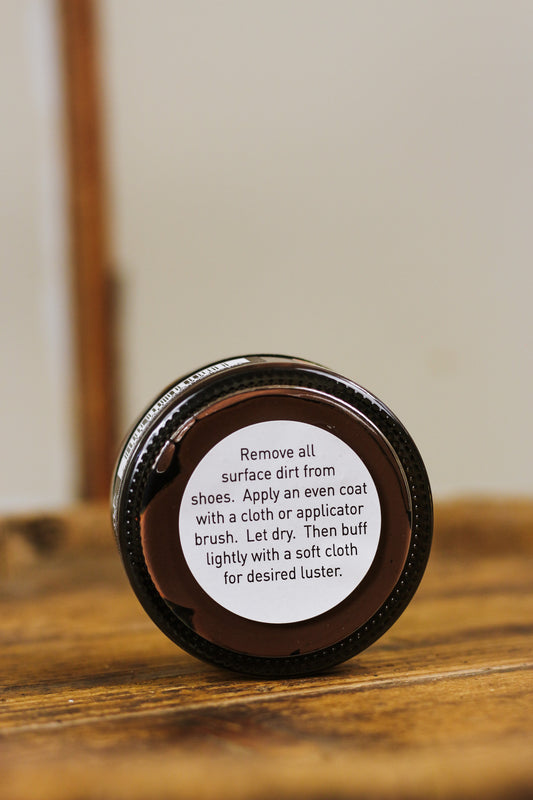 Remove all
surface dirt from
shoes. Apply an even coat
with a cloth or applicator
brush. Let dry. Then buff
lightly with a soft cloth
for desired luster.